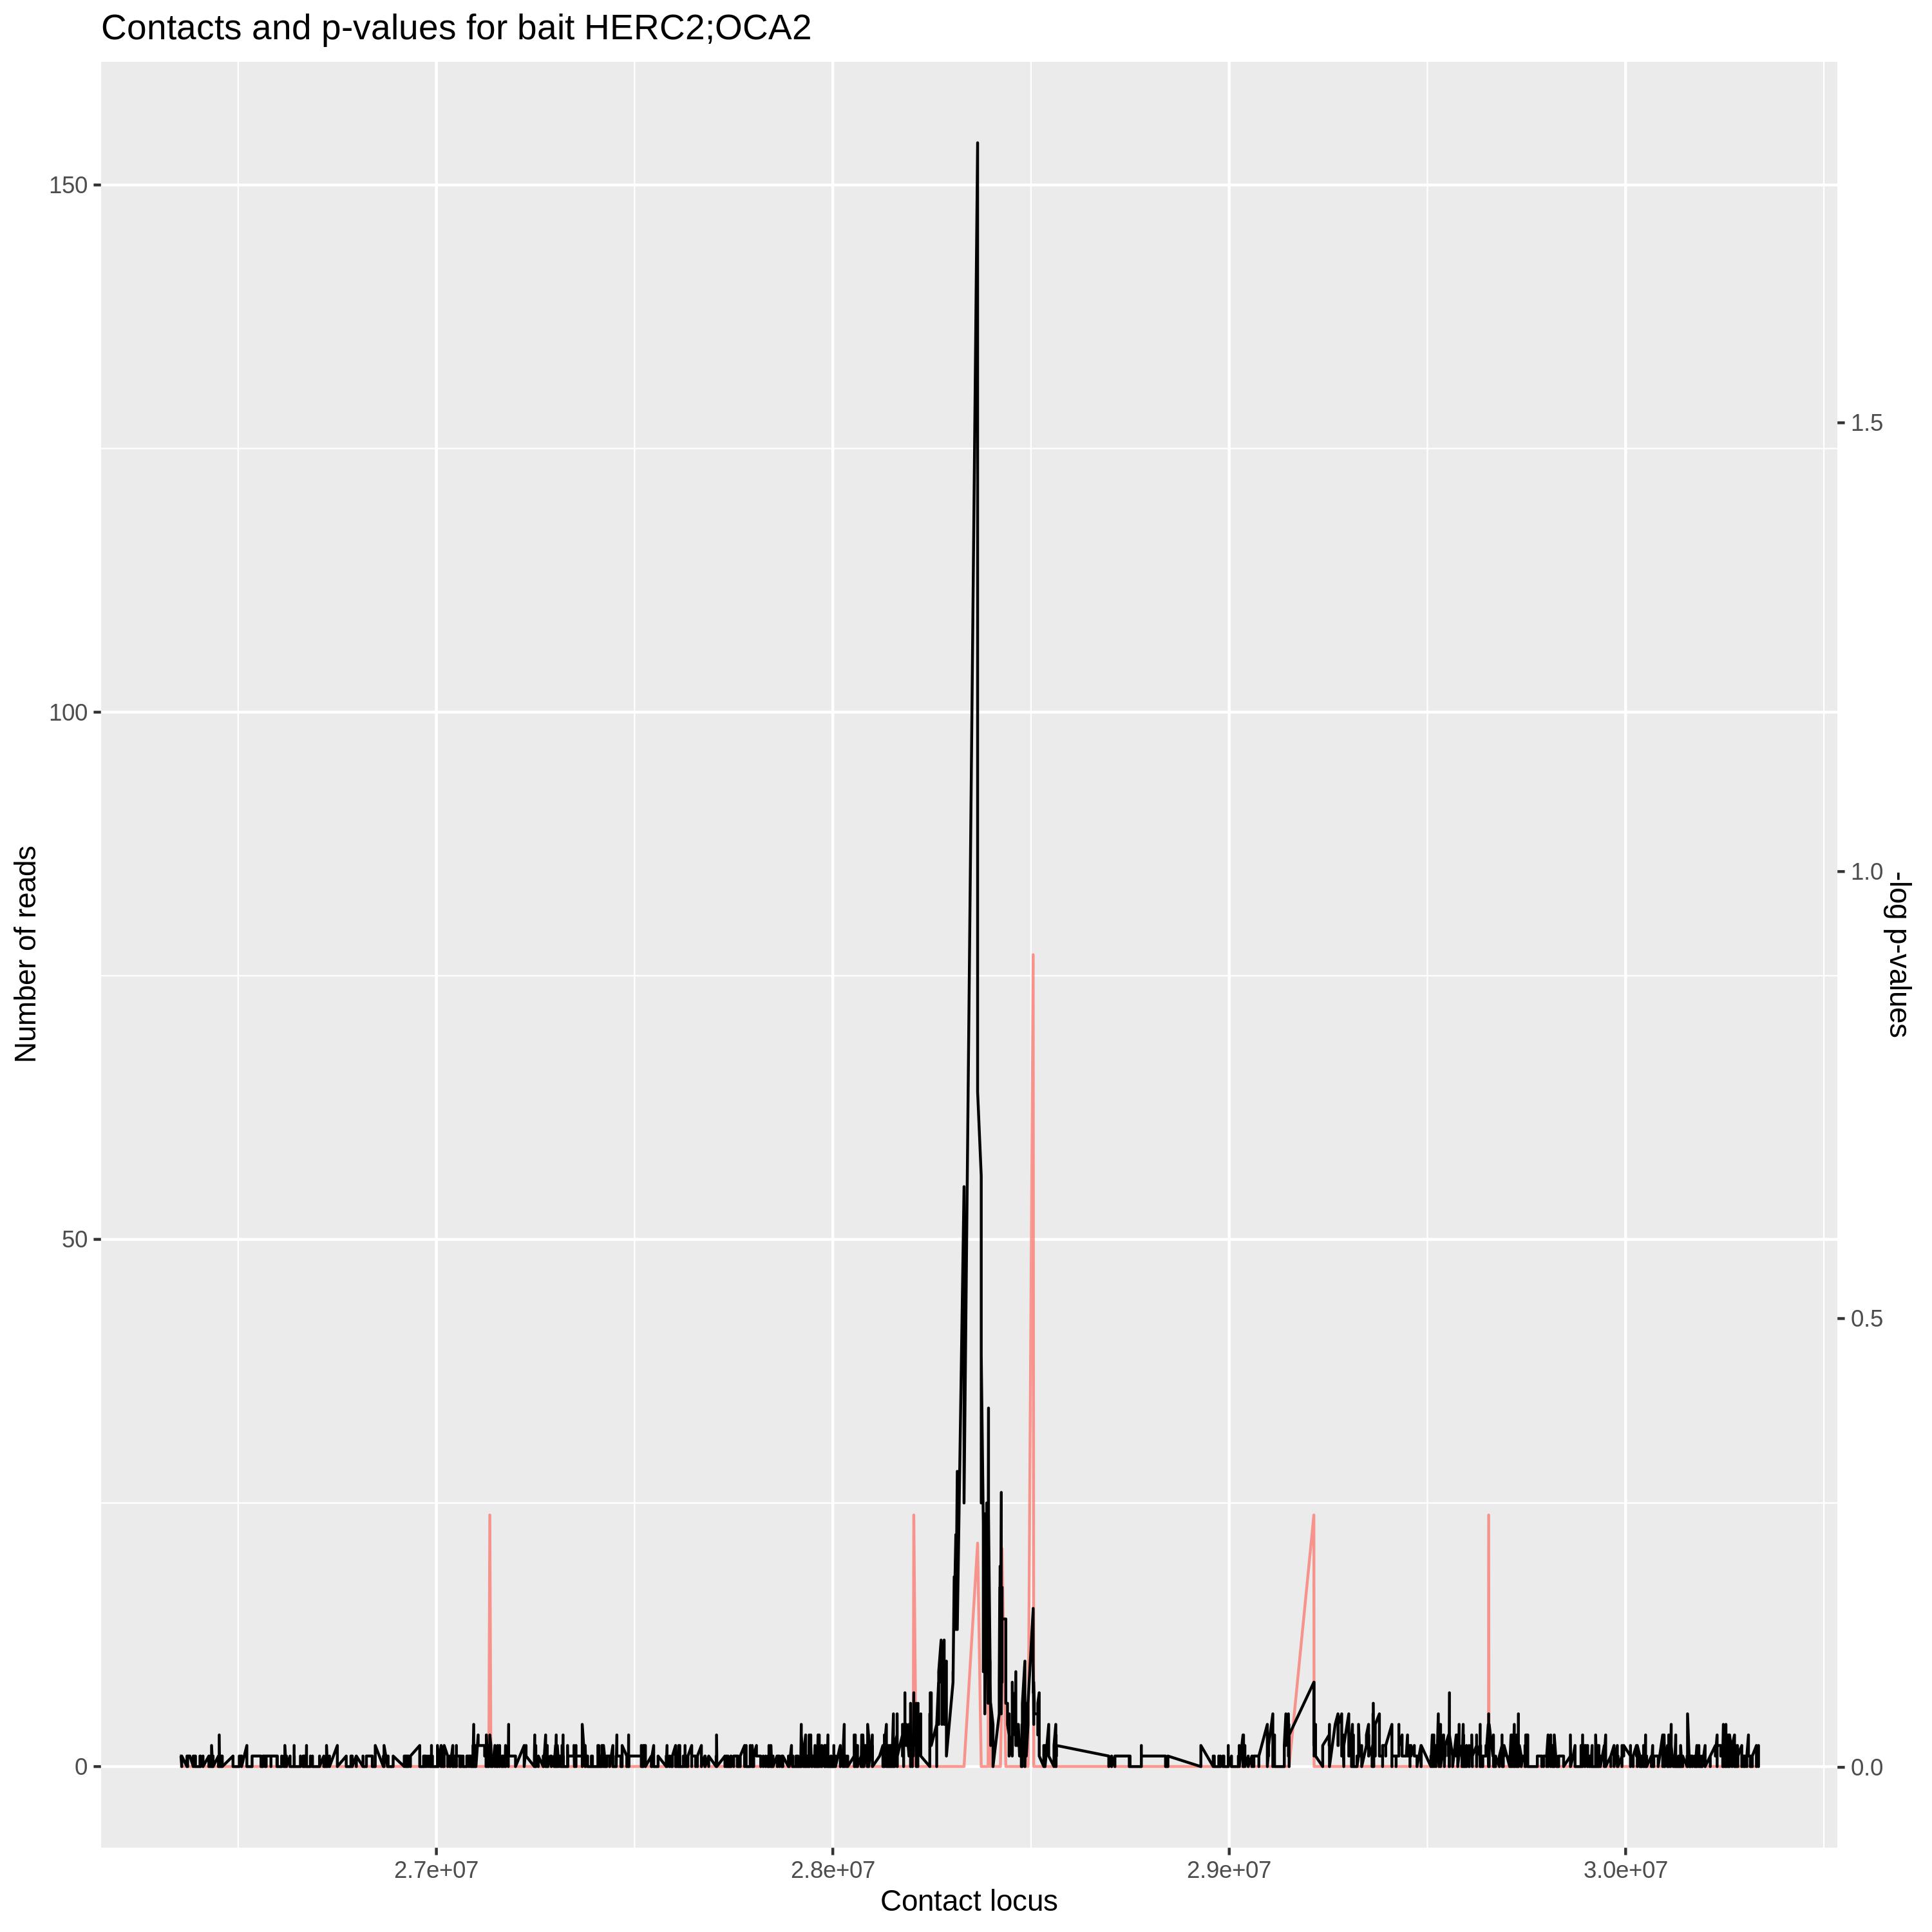 Contacts and p-values for bait HERC2;OCA2
150
100
50
0
Number of reads
1.5
1.0
0.5
0.0
-log p-values
2.7e+07
2.8e+07
2.9e+07
3.0e+07
Contact locus